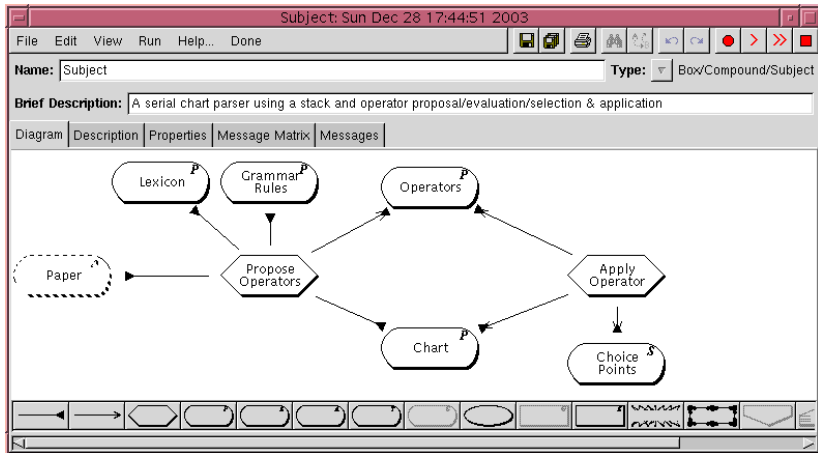 Subject: Sun Dec 28 17:44:51 2003
File Edit View Run Help... Done
Name: Subject Type: Box/Compound/Subject
Brief Description: A serial chart parser using a stack and operator proposal/evaluation/selection & application
Diagram Description Properties Message Matrix Messages
Lexicon P
Grammar P
Rules
Operators P
Paper
Propose
Operators
Apply
Operator
Chart P
Choice S
Points